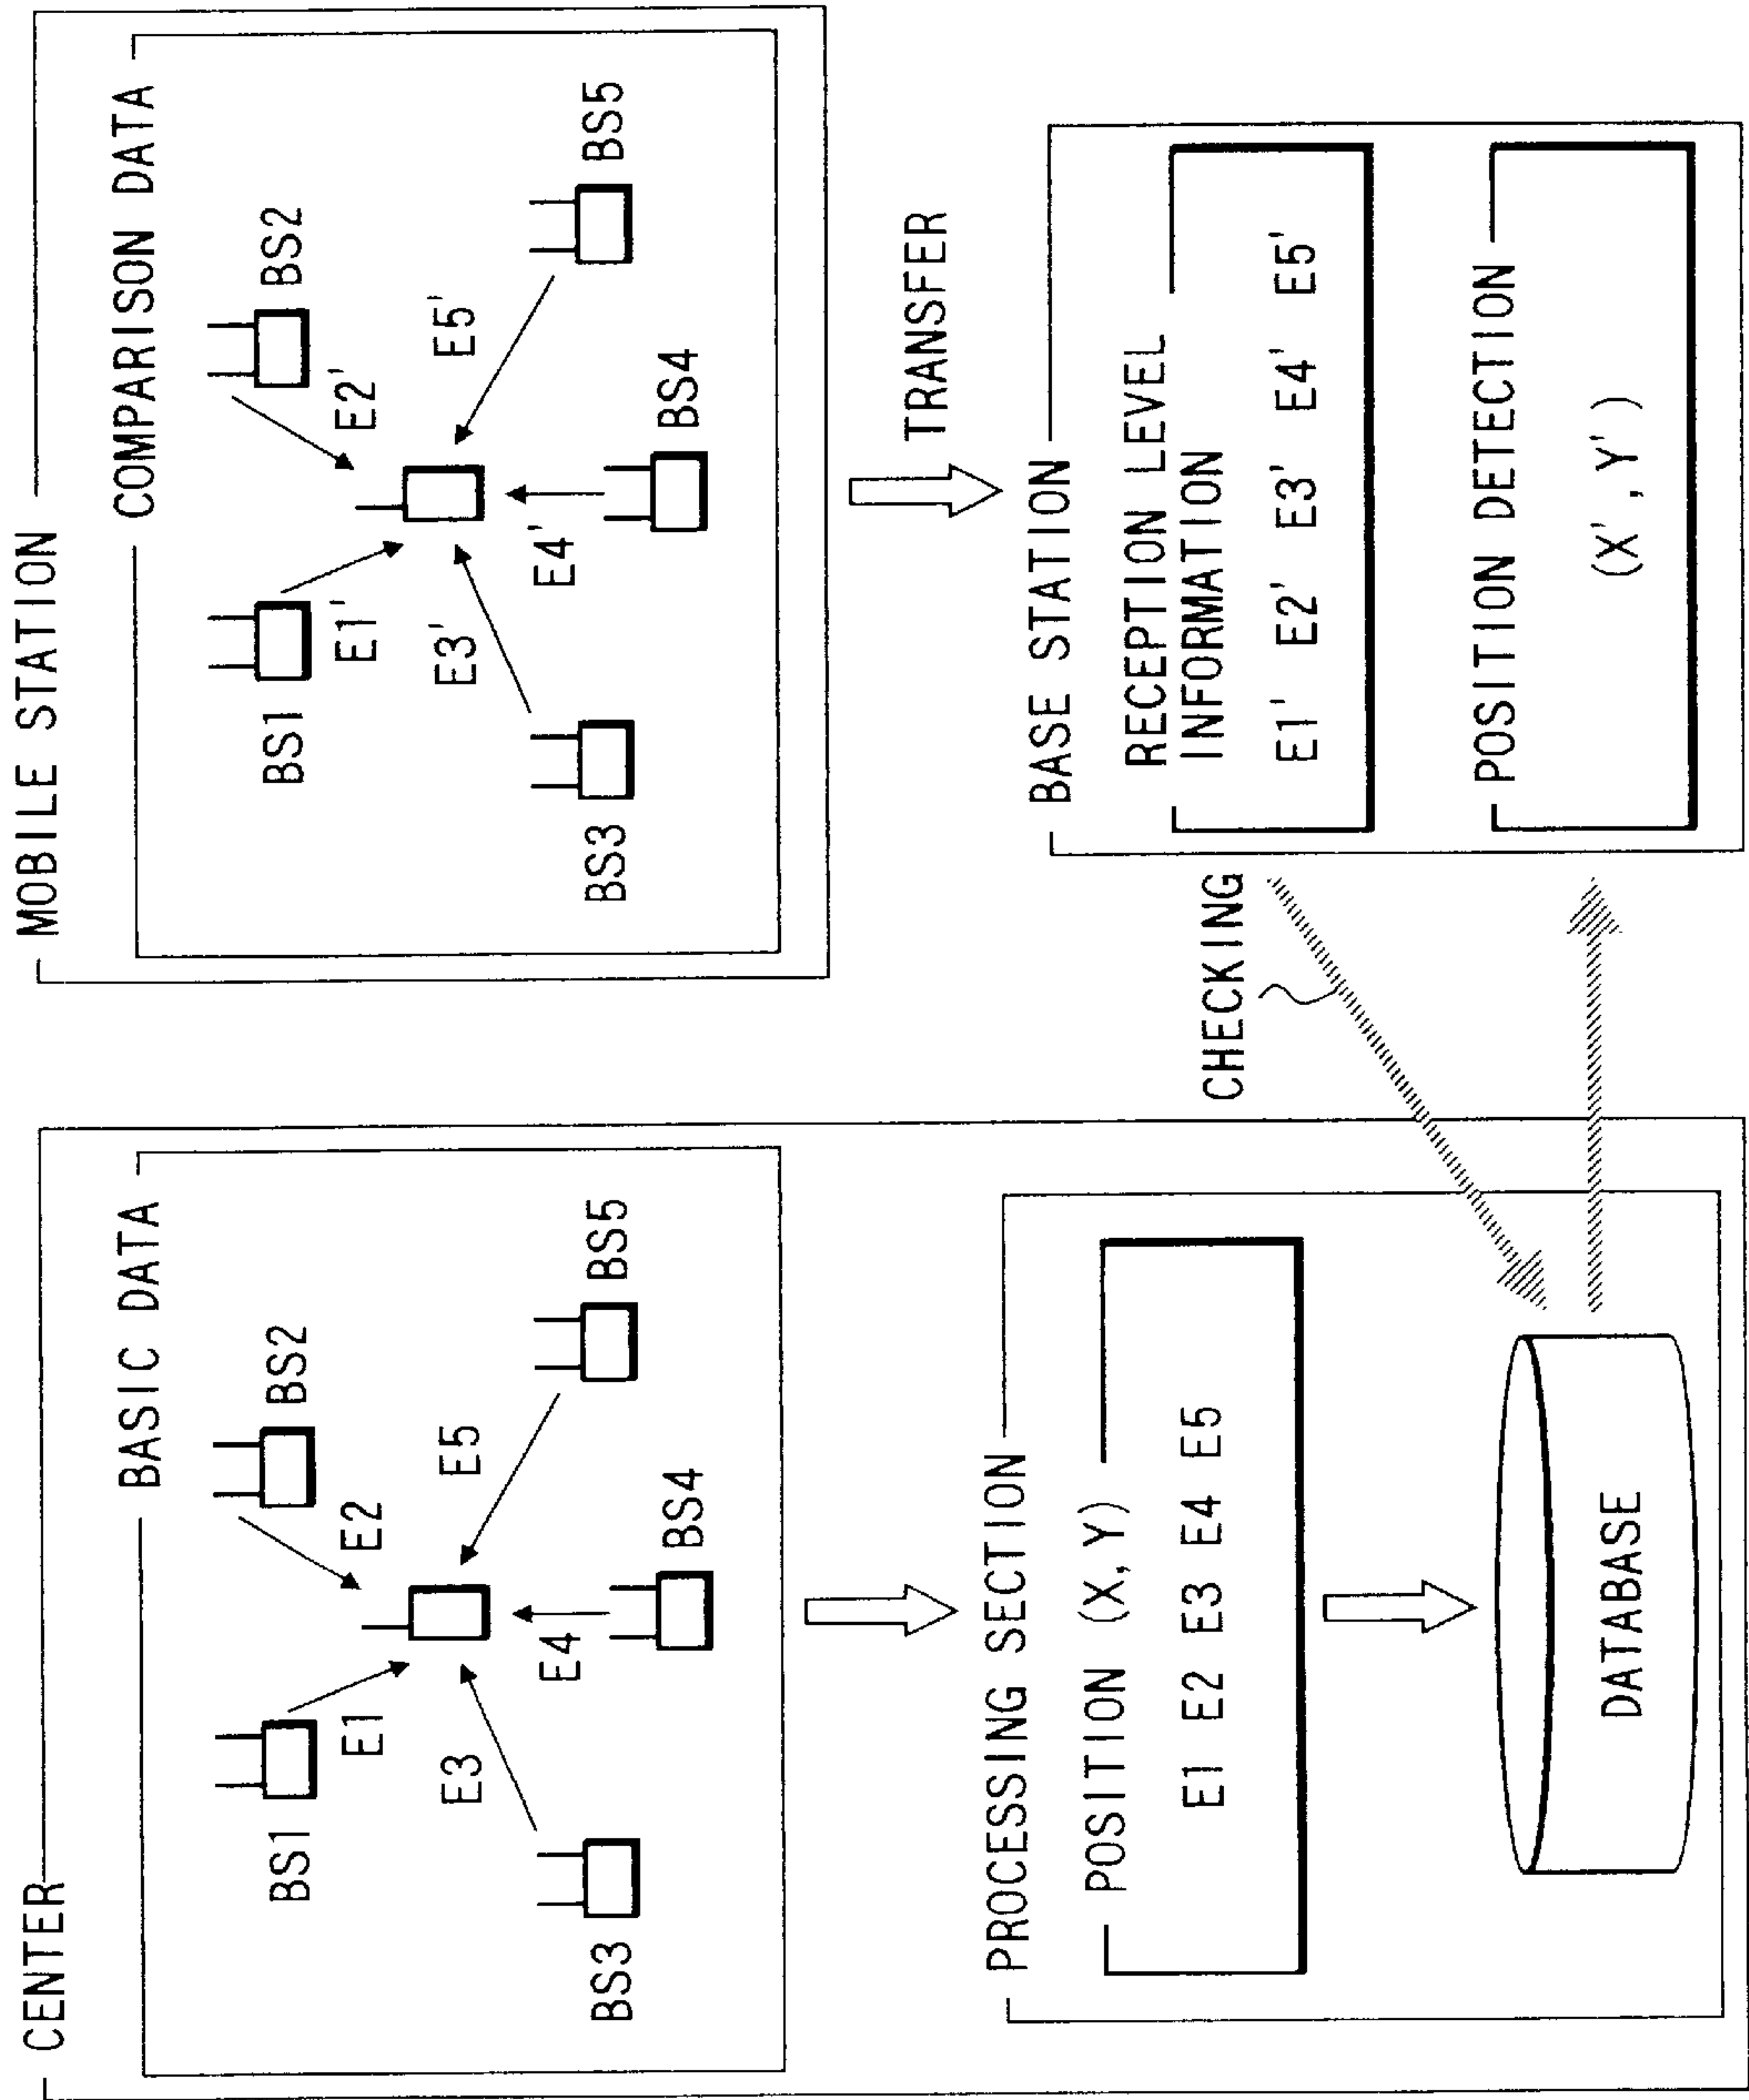 CENTER
BASIC DATA
BS1
BS2
E1
E2
E3
E5
BS3
E4
BS5
BS4
PROCESSING SECTION
POSITION (X,Y)
E1 E2 E3 E4 E5
DATABASE
MOBILE STATION
COMPARISON DATA
BS1
BS2
E1'
E2'
E3'
E5'
BS3
E4'
BS5
BS4
TRANSFER
BASE STATION
RECEPTION LEVEL
INFORMATION
E1' E2' E3' E4' E5'
CHECKING
POSITION DETECTION
(X',Y')